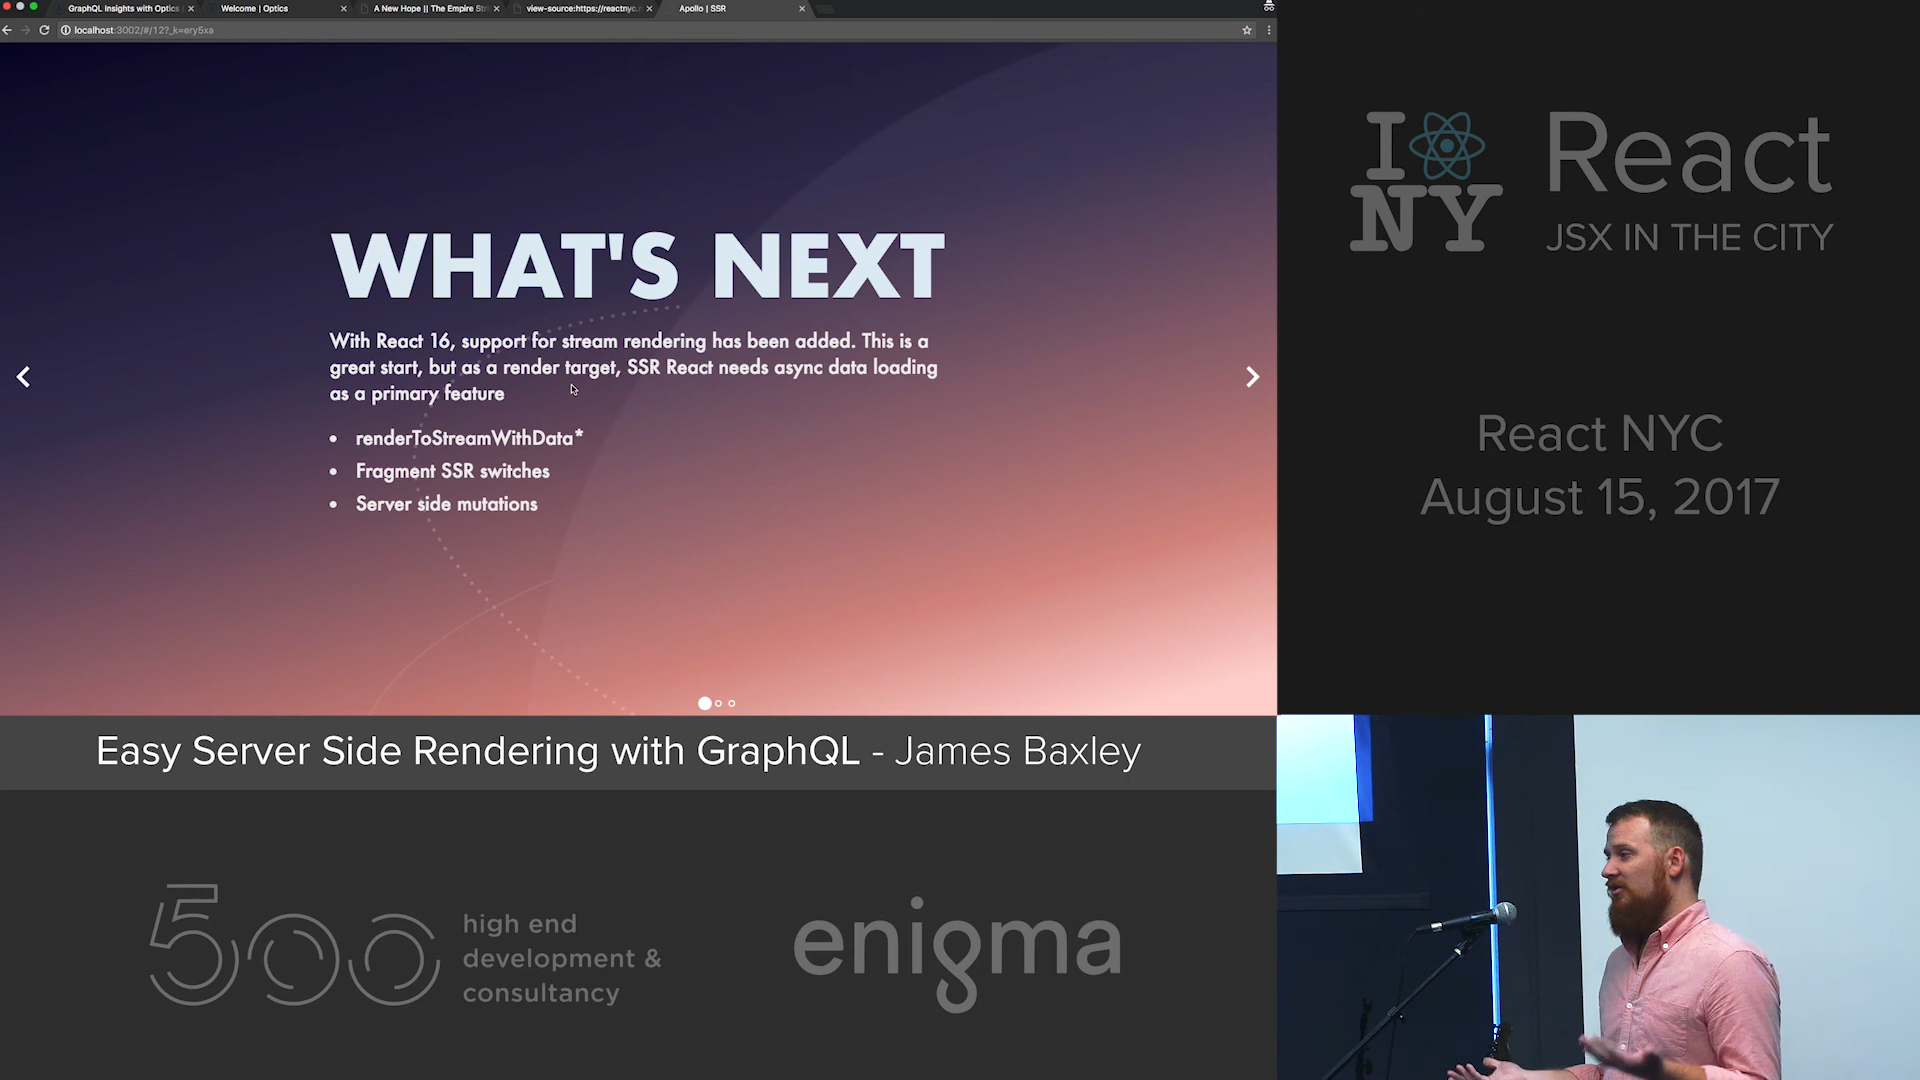 GraphQL Insights with Optics
Welcome | Optics
A New Hope || The Empire Stri
view-source:https://reactnyc.r
Apollo | SSR
localhost:3002/#/12?_k=ery5xa
WHAT'S NEXT
With React 16, support for stream rendering has been added. This is a
great start, but as a render target, SSR React needs async data loading
as a primary feature
renderToStreamWithData*
Fragment SSR switches
Server side mutations
I
NY
React
JSX IN THE CITY
React NYC
August 15, 2017
Easy Server Side Rendering with GraphQL - James Baxley
500
high end
development &
consultancy
enigma